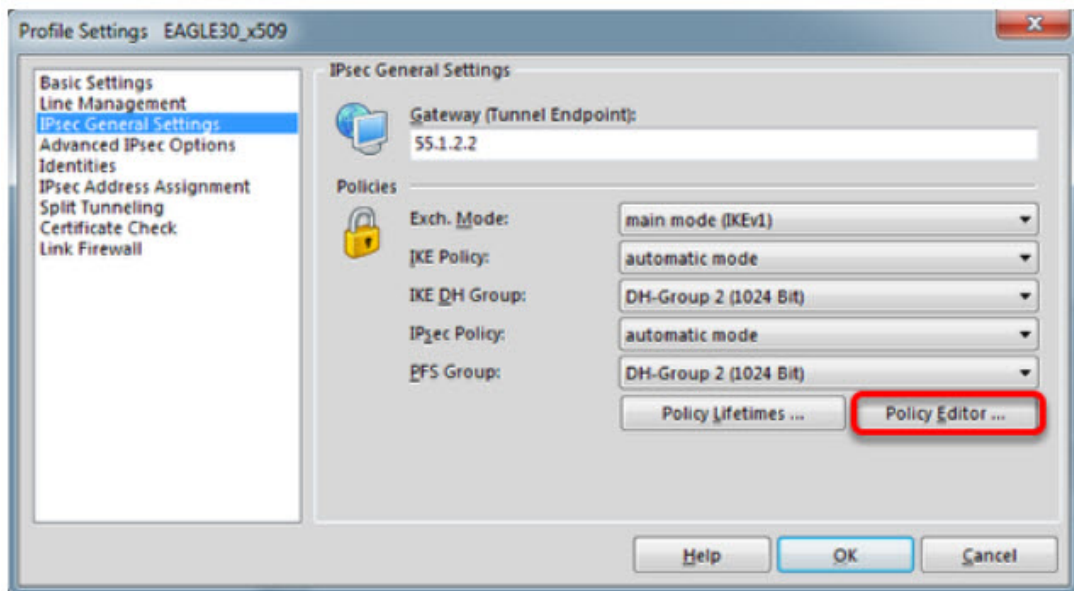 Profile Settings EAGLE30_x509
Basic Settings
Line Management
IPsec General Settings
Advanced IPsec Options
Identities
IPsec Address Assignment
Split Tunneling
Certificate Check
Link Firewall
IPsec General Settings
Gateway (Tunnel Endpoint):
55.1.2.2
Policies
Exch. Mode: main mode (IKEv1)
IKE Policy: automatic mode
IKE DH Group: DH-Group 2 (1024 Bit)
IPsec Policy: automatic mode
PFS Group: DH-Group 2 (1024 Bit)
Policy Lifetimes ... Policy Editor ...
Help OK Cancel